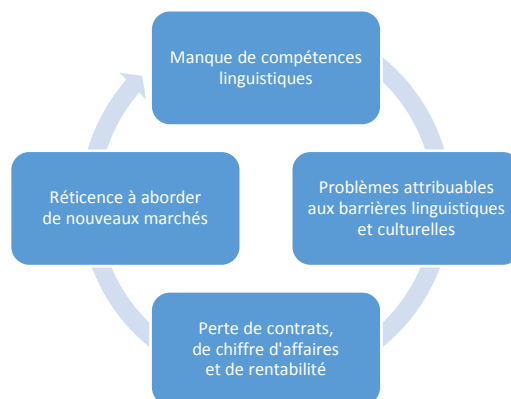 Manque de compétences
linguistiques
Réticence à aborder
de nouveaux marchés
Problèmes attribuables
aux barrières linguistiques
et culturelles
Perte de contrats,
de chiffre d'affaires
et de rentabilité